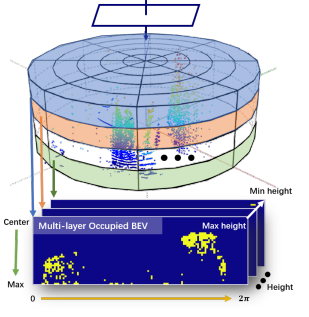 Min height
Center
Multi-layer Occupied BEV
Max height
Max
0
2π
Height